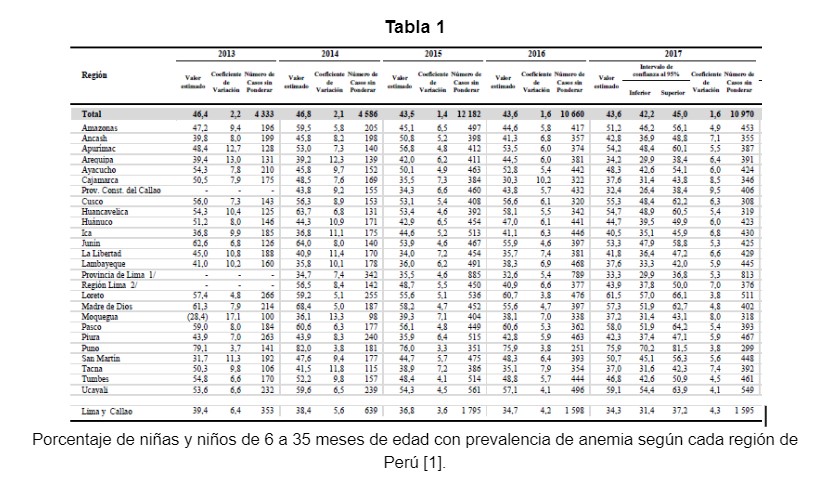 Tabla 1
2013 2014 2015 2016 2017
Región Valor estimado Coeficiente de Variación Número de Casos sin Ponderar Valor estimado Coeficiente de Variación Número de Casos sin Ponderar Valor estimado Coeficiente de Variación Número de Casos sin Ponderar Valor estimado Coeficiente de Variación Número de Casos sin Ponderar Valor estimado Intervalo de confianza al 95% Inferior Superior Coeficiente de Variación Número de Casos sin Ponderar
Total 46,4 2,2 4 333 46,8 2,1 4 586 43,5 1,4 12 182 43,6 1,6 10 660 43,6 42,2 45,0 1,6 10 970
Amazonas 47,2 9,4 196 59,5 5,8 205 45,1 6,5 497 44,6 5,8 417 51,2 46,2 56,1 4,9 453
Ancash 39,8 8,0 199 45,8 8,2 198 50,8 5,2 398 41,3 6,8 357 42,8 36,9 48,8 7,1 355
Apurímac 48,4 12,7 128 53,0 7,3 140 56,8 4,8 412 53,5 6,0 374 54,2 48,4 60,1 5,5 387
Arequipa 39,4 13,0 131 39,2 12,3 139 42,0 6,2 411 44,5 6,0 381 34,2 29,9 38,4 6,4 391
Ayacucho 54,3 7,8 210 45,8 9,7 152 50,1 4,9 463 52,8 5,4 442 48,3 42,6 54,1 6,0 424
Cajamarca 50,5 7,9 175 48,5 7,6 169 35,5 7,3 384 30,3 10,2 322 37,6 31,4 43,8 8,5 346
Prov. Const. del Callao - - - 43,8 9,2 155 34,3 6,6 460 43,8 5,7 432 32,4 26,4 38,4 9,5 406
Cusco 56,0 7,3 143 56,3 8,9 153 53,1 5,4 408 56,6 6,1 320 55,3 48,4 62,2 6,3 308
Huancavelica 54,3 10,4 125 63,7 6,8 131 53,4 4,6 392 58,1 5,5 342 54,7 48,9 60,5 5,4 319
Huánuco 51,2 8,0 146 44,3 10,9 171 42,9 6,5 454 47,0 6,1 441 44,7 39,5 49,9 6,0 423
Ica 36,8 9,9 185 36,8 11,1 175 44,6 5,2 513 41,1 6,3 446 40,5 35,1 45,9 6,8 430
Junín 62,6 6,8 126 64,0 8,0 140 53,9 4,6 467 55,9 4,6 397 53,3 47,9 58,8 5,3 425
La Libertad 45,0 10,8 188 40,9 11,4 170 34,0 7,2 454 35,7 7,4 381 41,8 36,4 47,2 6,6 429
Lambayeque 41,0 10,2 160 35,8 10,1 178 36,0 6,2 491 38,3 6,9 468 37,6 33,3 42,0 5,9 445
Provincia de Lima 1/ - - - 34,7 7,4 342 35,5 4,6 885 32,6 5,4 789 33,3 29,9 36,8 5,3 813
Región Lima 2/ - - - 56,5 8,4 142 48,7 5,5 450 40,9 6,6 377 43,9 37,8 50,0 7,0 376
Loreto 57,4 4,8 266 59,2 5,1 255 55,6 5,1 536 60,7 3,8 476 61,5 57,0 66,1 3,8 511
Madre de Dios 61,3 7,9 214 68,4 5,0 187 58,2 4,7 452 55,6 4,7 397 57,3 51,9 62,7 4,8 402
Moquegua (28,4) 17,1 100 36,1 13,3 98 39,3 7,1 404 38,1 7,0 338 37,2 31,4 43,1 8,0 318
Pasco 59,0 8,0 184 60,6 6,3 177 56,1 4,8 449 60,6 5,3 362 58,0 51,9 64,2 5,4 393
Piura 43,9 7,0 263 43,9 8,3 240 35,9 6,4 515 42,8 5,9 463 42,3 37,4 47,1 5,9 467
Puno 79,1 3,7 141 82,0 3,8 181 76,0 3,3 351 75,9 3,8 251 75,9 70,2 81,5 3,8 299
San Martín 31,7 11,3 192 47,6 9,4 177 44,7 5,7 475 48,3 6,4 393 50,7 45,1 56,3 5,6 448
Tacna 50,3 9,8 106 41,5 11,8 115 38,9 7,2 386 35,1 7,9 354 37,0 31,6 42,3 7,4 392
Tumbes 54,8 6,6 170 52,2 9,8 157 48,4 4,1 514 48,8 5,7 444 46,8 42,6 50,9 4,5 461
Ucayali 53,6 6,6 232 59,6 6,5 239 54,3 4,5 561 57,1 4,1 496 59,1 54,4 63,9 4,1 549
Lima y Callao 39,4 6,4 353 38,4 5,6 639 36,8 3,6 1 795 34,7 4,2 1 598 34,3 31,4 37,2 4,3 1 595
Porcentaje de niñas y niños de 6 a 35 meses de edad con prevalencia de anemia según cada región de
Perú [1].